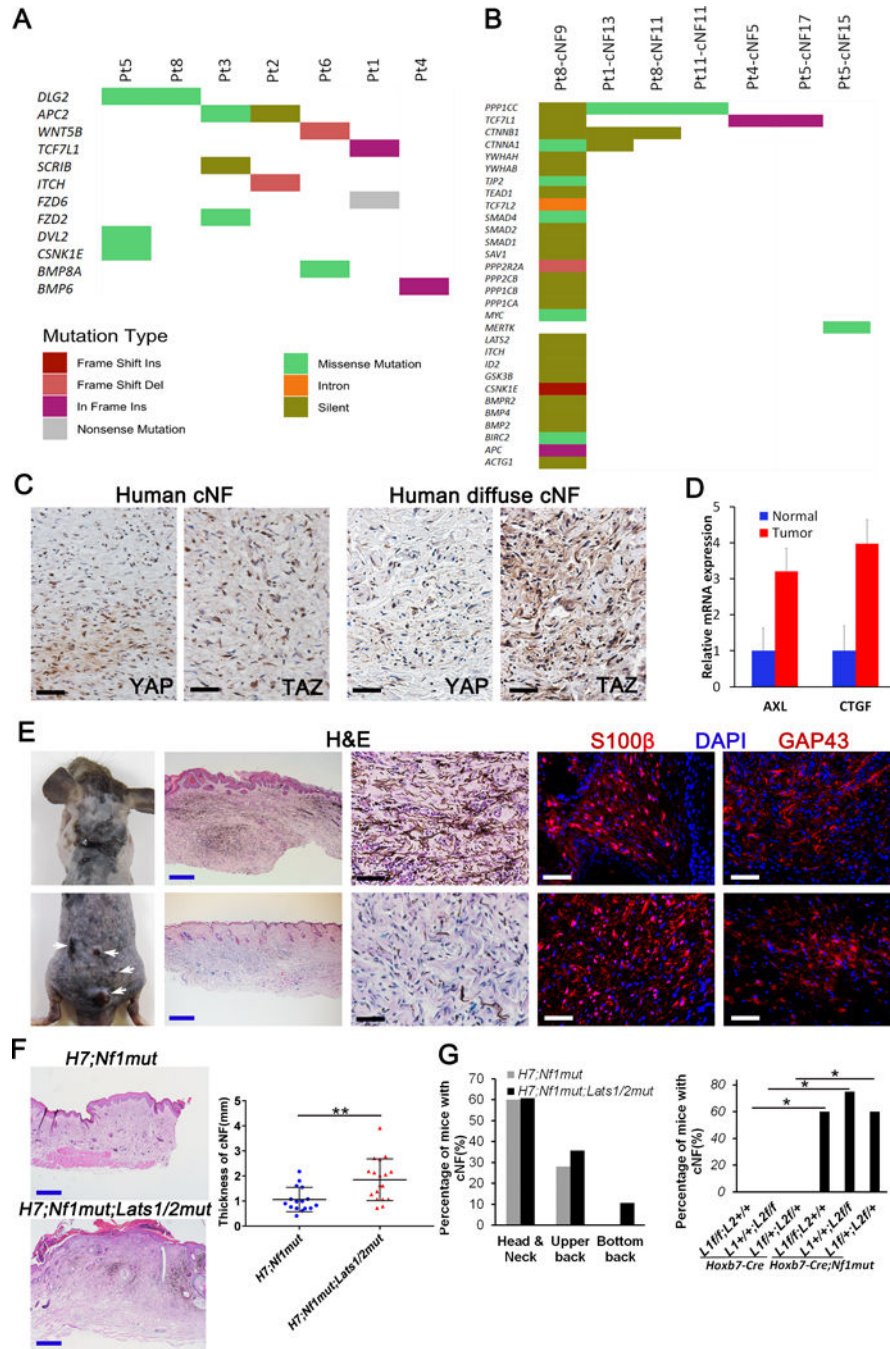 A
Pt5
Pt8
Pt3
Pt2
Pt6
Pt1
Pt4
DLG2
APC2
WNT5B
TCF7L1
SCRIB
ITCH
FZD6
FZD2
DVL2
CSNK1E
BMP8A
BMP6
Mutation Type
Frame Shift Ins
Frame Shift Del
In Frame Ins
Nonsense Mutation
Missense Mutation
Intron
Silent
B
Pt8-cNF9
Pt1-cNF13
Pt8-cNF11
Pt11-cNF11
Pt4-cNF5
Pt5-cNF17
Pt5-cNF15
PPP1CC
TCF7L1
CTNNB1
CTNNA1
YWHAH
YWHAB
TJP2
TEAD1
TCF7L2
SMAD4
SMAD2
SMAD1
SAV1
PPP2R2A
PPP2CB
PPP1CB
PPP1CA
MYC
MERTK
LATS2
ITCH
ID2
GSK3B
CSNK1E
BMPR2
BMP4
BMP2
BIRC2
APC
ACTG1
C
Human cNF
Human diffuse cNF
YAP
TAZ
YAP
TAZ
D
Relative mRNA expression
5
4
3
2
1
0
Normal
Tumor
AXL
CTGF
E
H&E
S100β
DAPI
GAP43
F
H7;Nf1mut
H7;Nf1mut;Lats1/2mut
Thickness of cNF(mm)
5
4
3
2
1
0
**
H7;Nf1mut
H7;Nf1mut;Lats1/2mut
G
Percentage of mice with
cNF(%)
70
60
50
40
30
20
10
0
H7;Nf1mut
H7;Nf1mut;Lats1/2mut
Head &
Neck
Upper
back
Bottom
back
Percentage of mice with
cNF(%)
80
60
40
20
0
*
*
*
L1f/f;L2+/+
L1+/+;L2f/f
L1f/+;L2f/+
L1f/f;L2+/+
L1+/+;L2f/f
L1f/+;L2f/+
Hoxb7-Cre
Hoxb7-Cre;Nf1mut